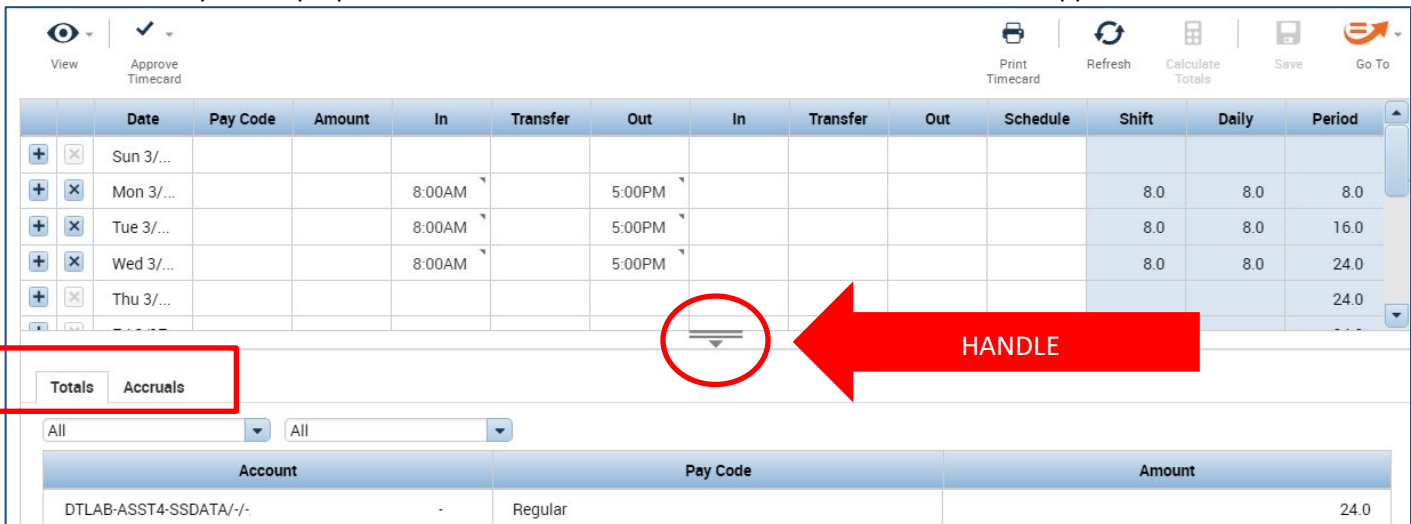 View
Approve Timecard
Print Timecard
Refresh
Calculate Totals
Save
Go To
Date Pay Code Amount In Transfer Out In Transfer Out Schedule Shift Daily Period
Sun 3/...
Mon 3/... 8:00AM 5:00PM 8.0 8.0 8.0
Tue 3/... 8:00AM 5:00PM 8.0 8.0 16.0
Wed 3/... 8:00AM 5:00PM 8.0 8.0 24.0
Thu 3/... 24.0
HANDLE
Totals Accruals
All All
Account Pay Code Amount
DTLAB-ASST4-SSDATA/-/- - Regular 24.0